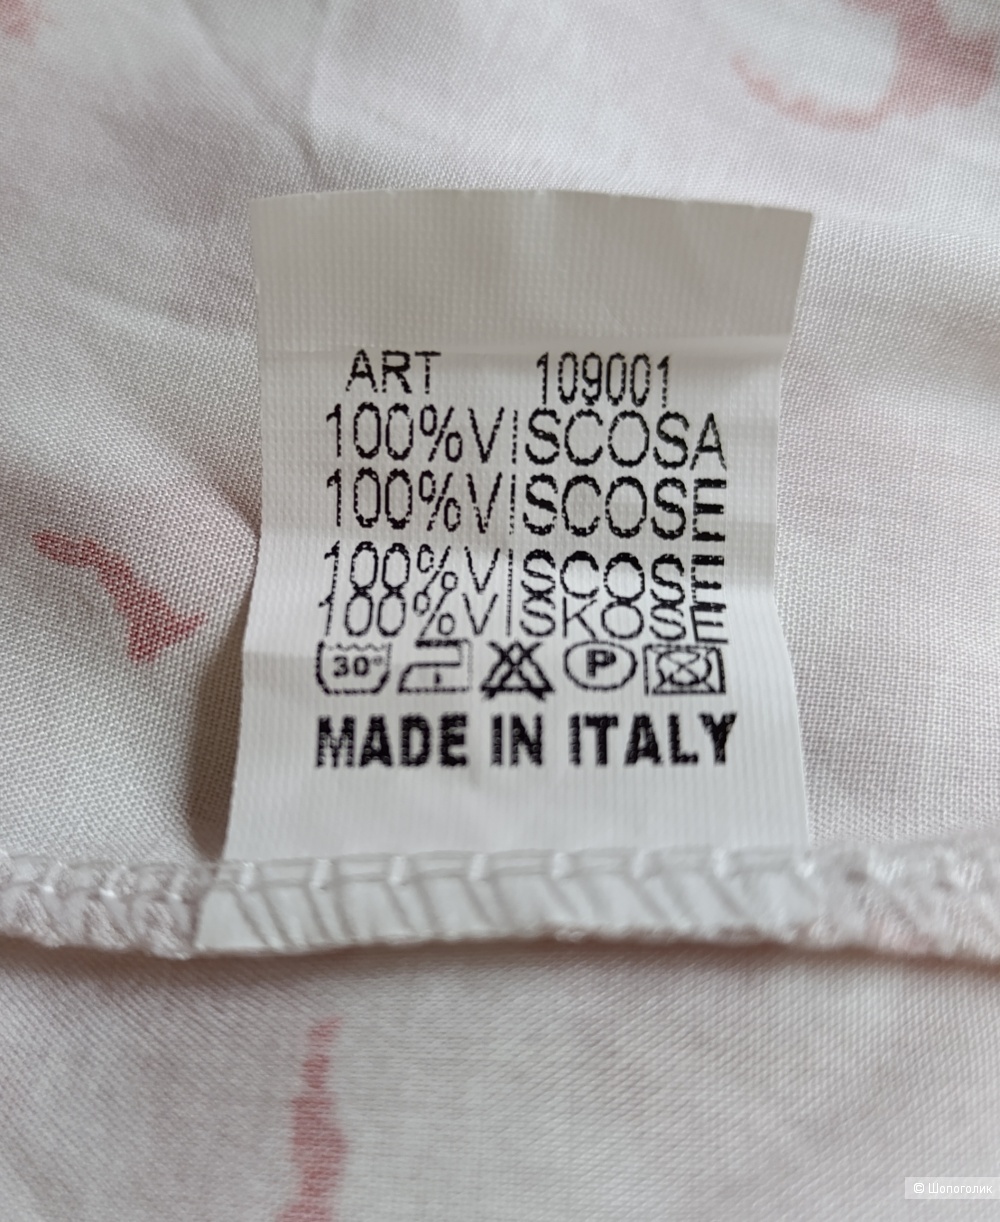 ART 109001
100%VISCOSA
100%VISCOSE
100%VISCOSE
100%VISKOSE
30°
P
MADE IN ITALY
© Шопоголик